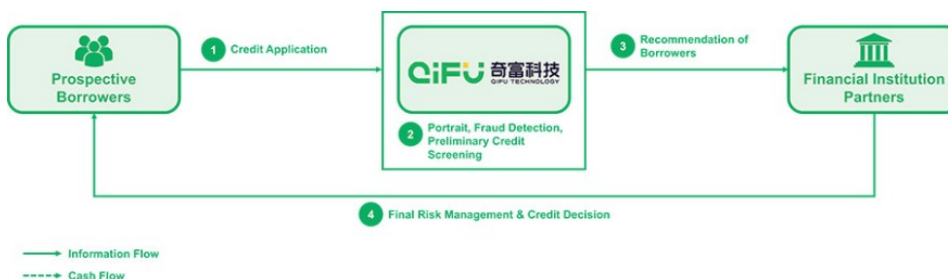 1 Credit Application
3 Recommendation of
Borrowers
Prospective
Borrowers
QiFU 奇富科技
QIFU TECHNOLOGY
Financial Institution
Partners
2 Portrait, Fraud Detection,
Preliminary Credit
Screening
4 Final Risk Management & Credit Decision
Information Flow
Cash Flow